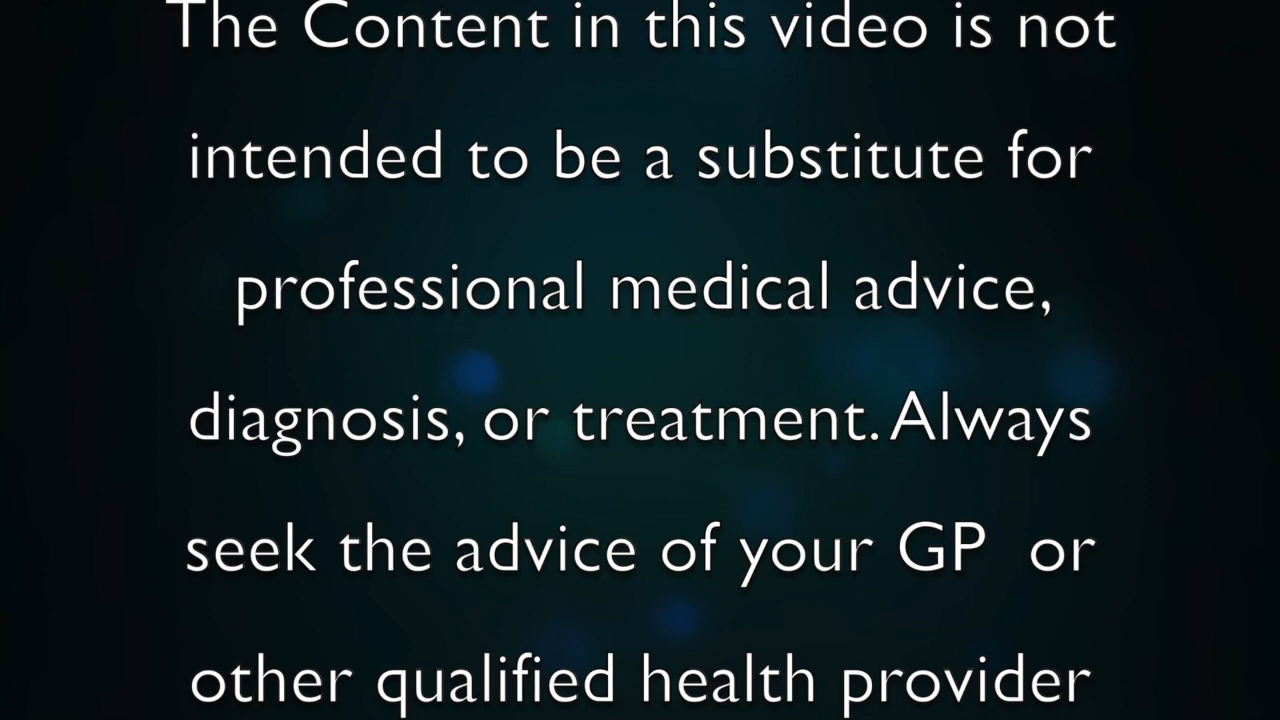 The Content in this video is not
intended to be a substitute for
professional medical advice,
diagnosis, or treatment. Always
seek the advice of your GP  or
other qualified health provider